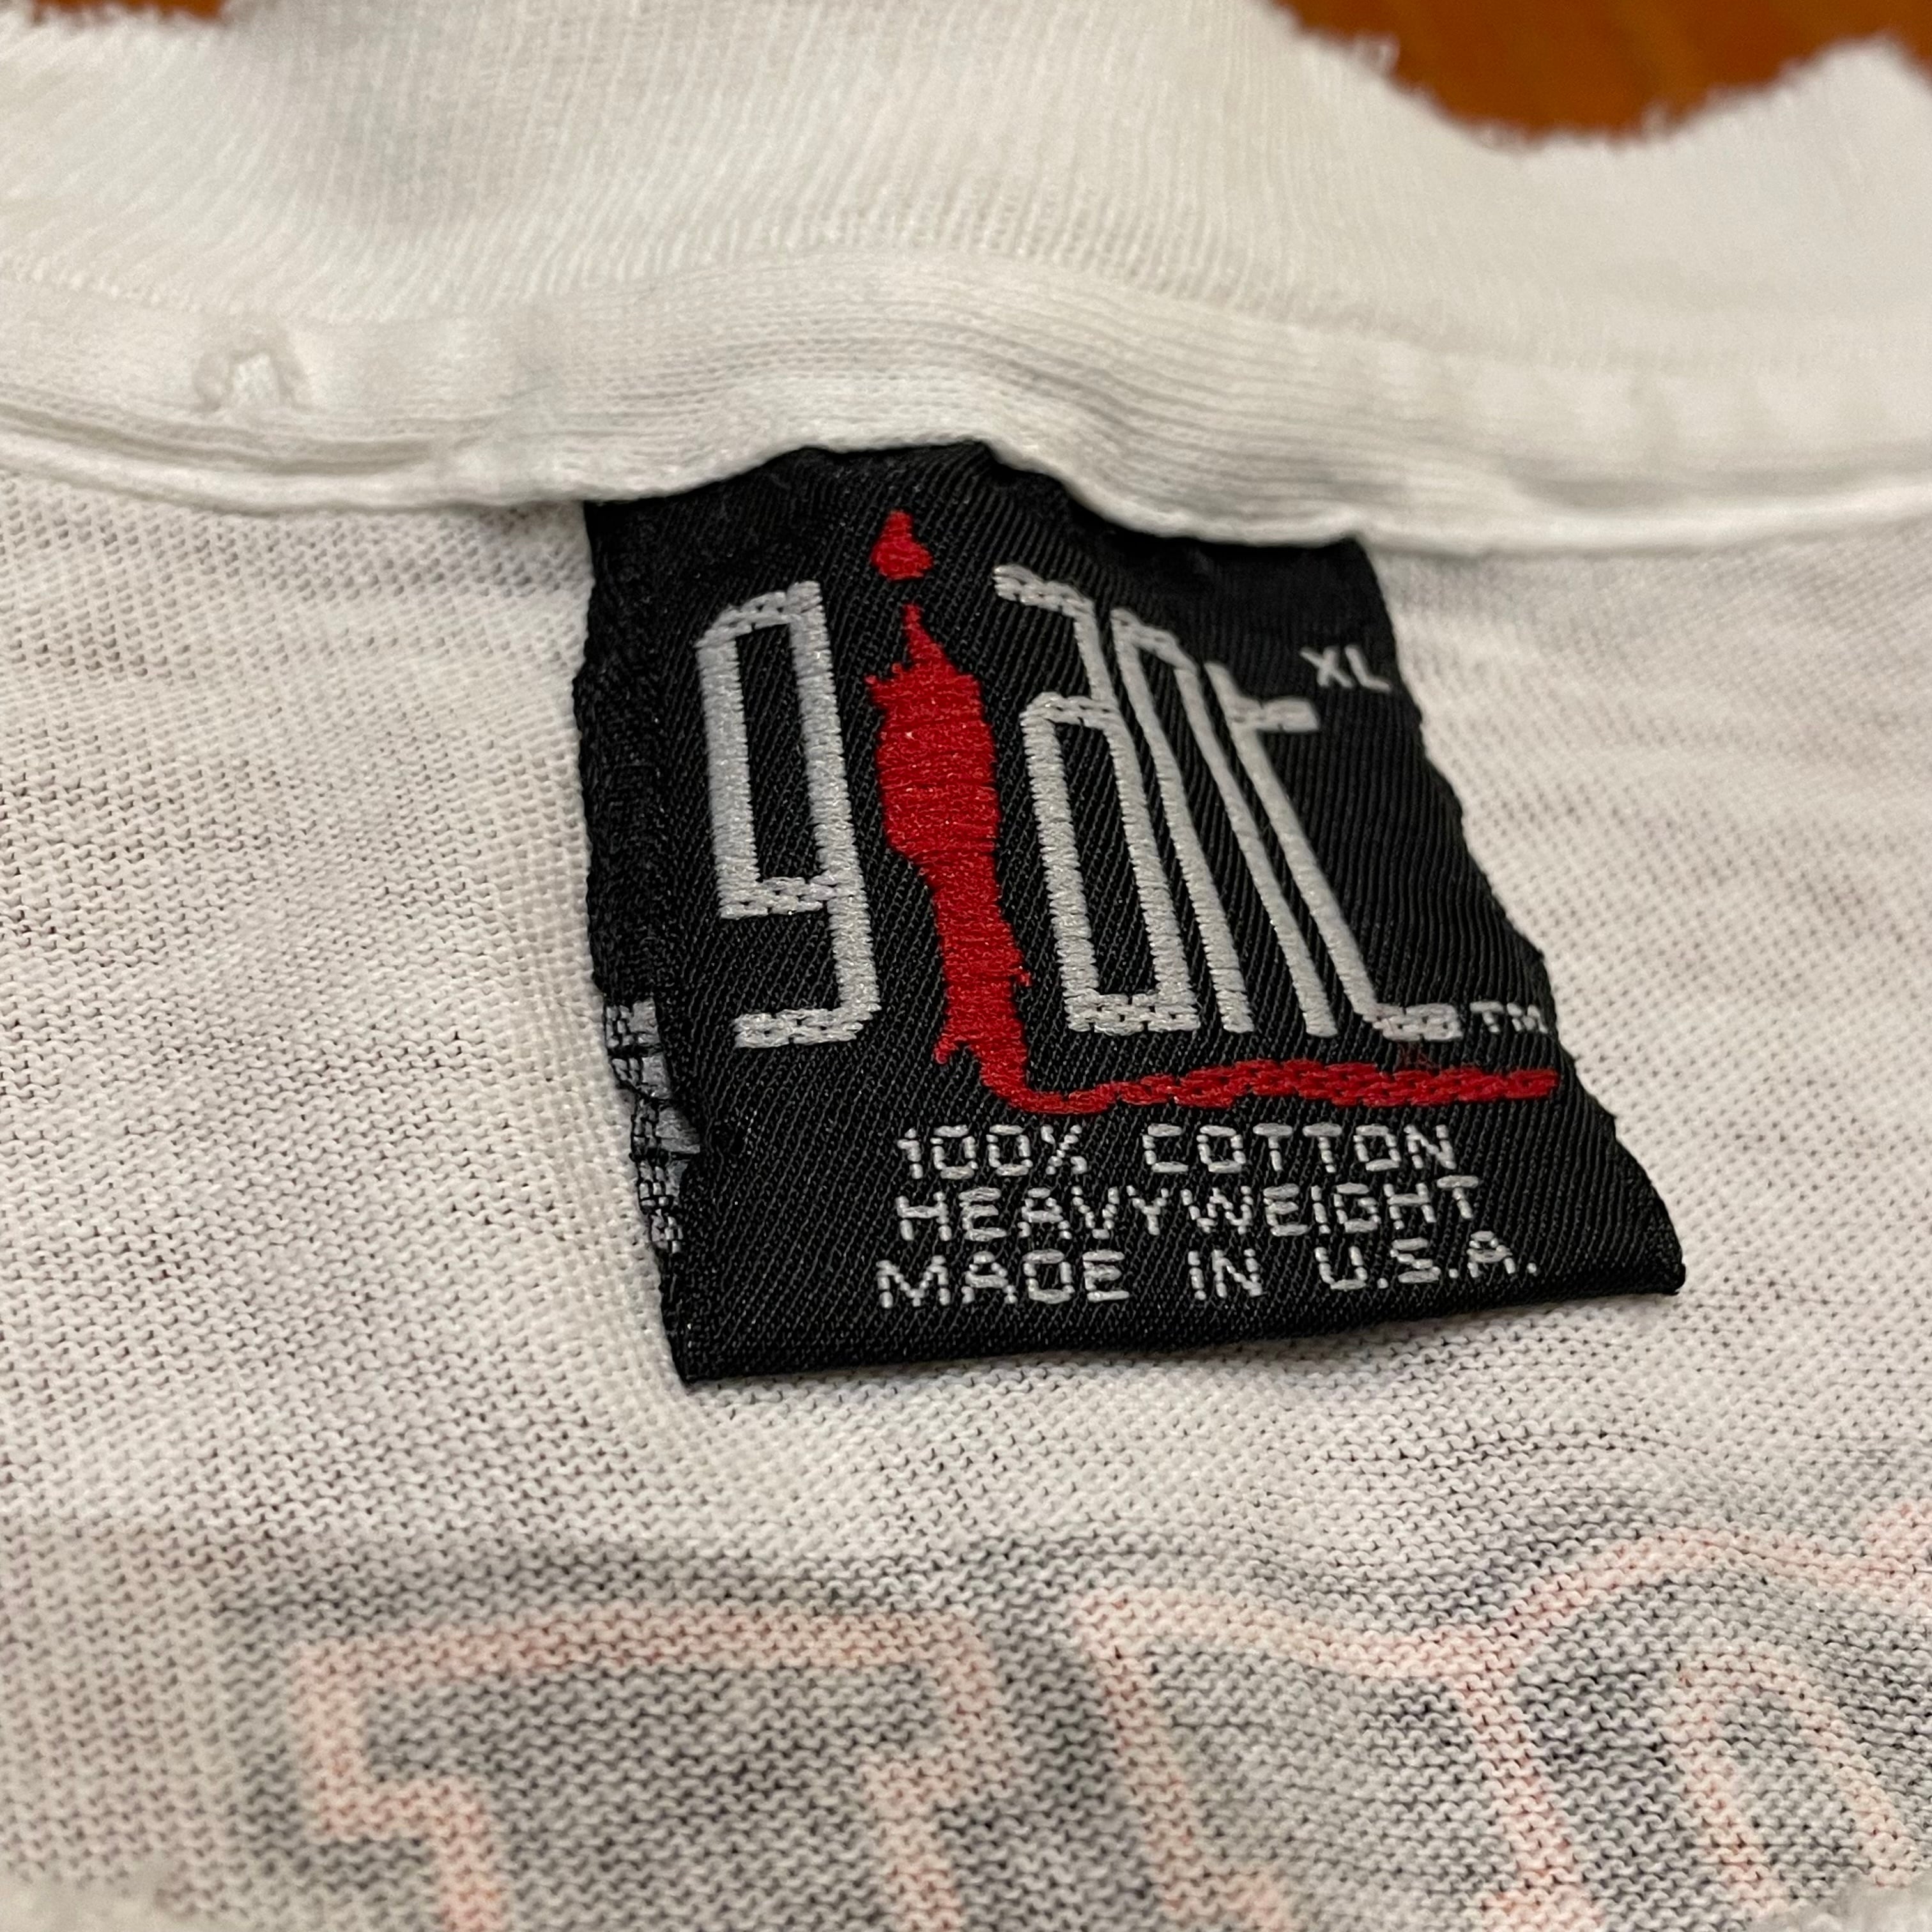 giant XL
TM
100% COTTON
HEAVYWEIGHT
MADE IN U.S.A.